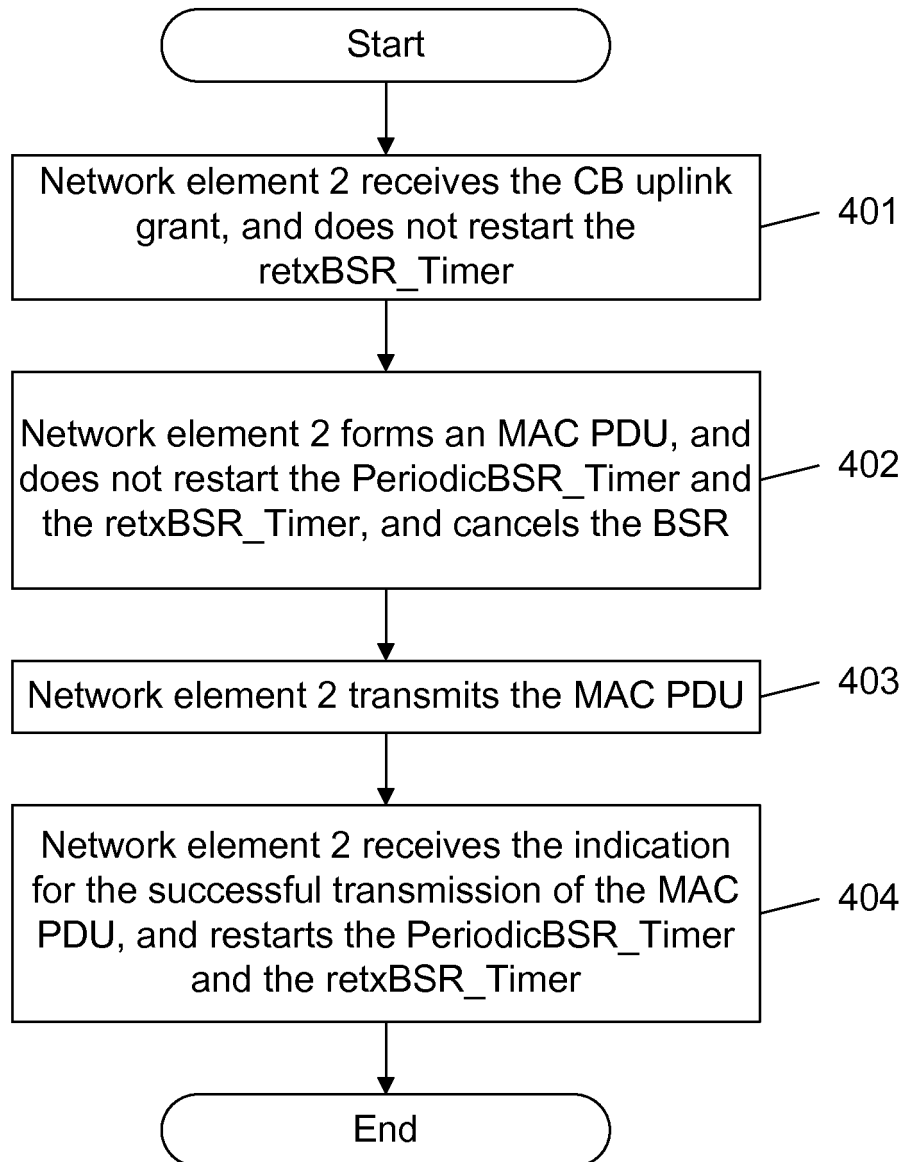 Start
Network element 2 receives the CB uplink
grant, and does not restart the
retxBSR_Timer
401
Network element 2 forms an MAC PDU, and
does not restart the PeriodicBSR_Timer and
the retxBSR_Timer, and cancels the BSR
402
Network element 2 transmits the MAC PDU
403
Network element 2 receives the indication
for the successful transmission of the MAC
PDU, and restarts the PeriodicBSR_Timer
and the retxBSR_Timer
404
End